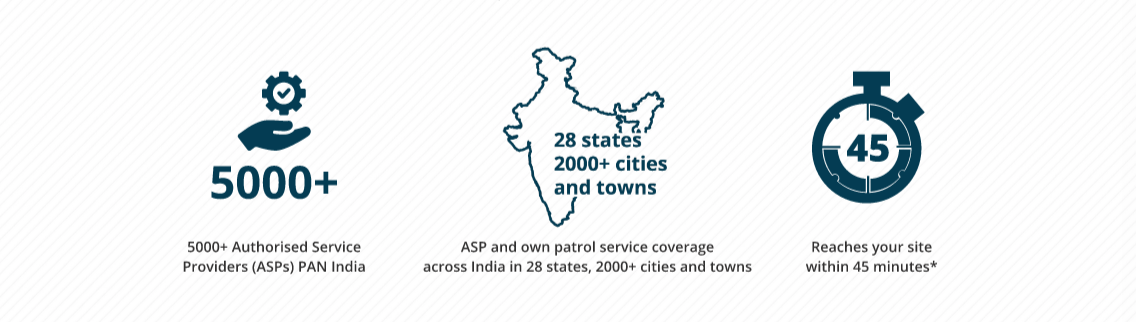 5000+
5000+ Authorised Service
Providers (ASPs) PAN India
28 states
2000+ cities
and towns
ASP and own patrol service coverage
across India in 28 states, 2000+ cities and towns
45
Reaches your site
within 45 minutes*